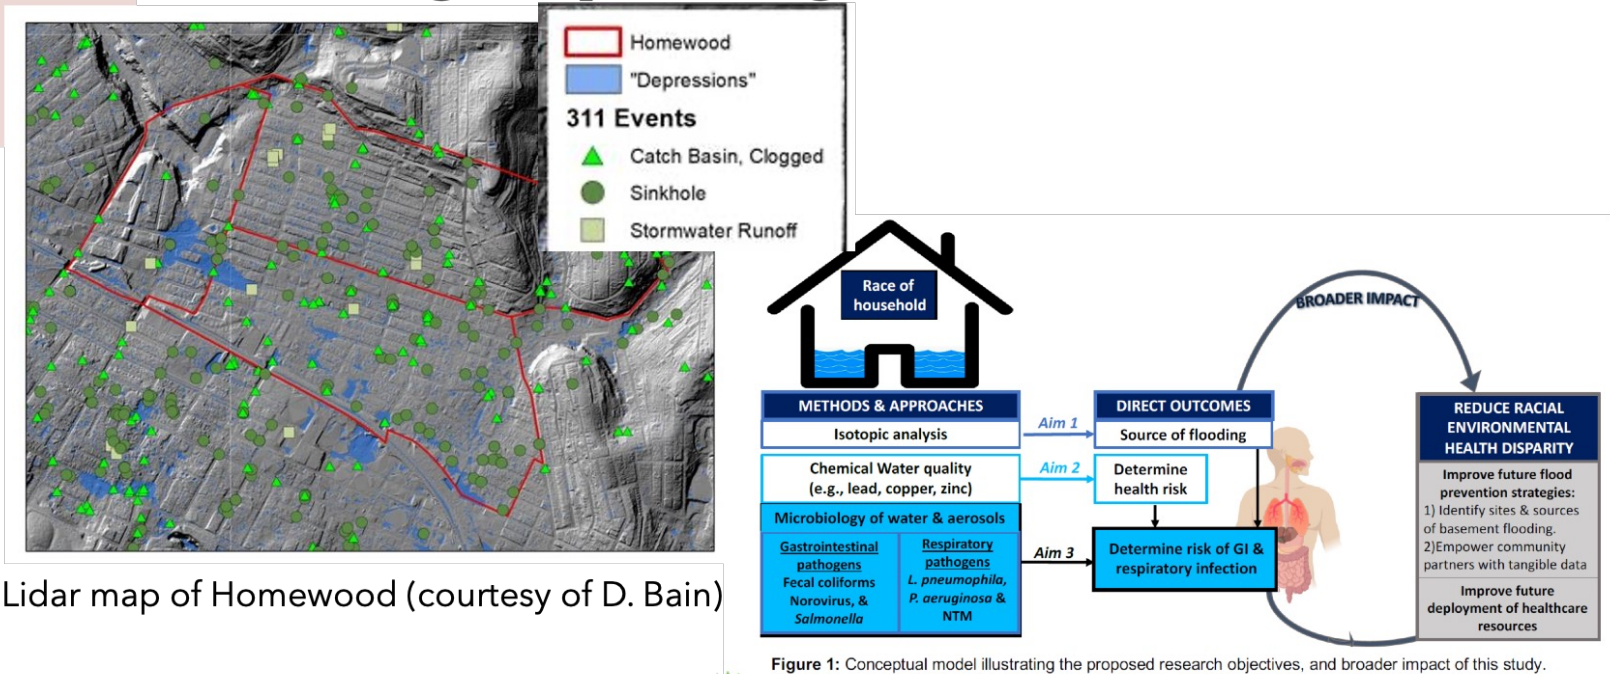 Homewood
"Depressions"
311 Events
Catch Basin, Clogged
Sinkhole
Stormwater Runoff
Lidar map of Homewood (courtesy of D. Bain)
Race of
household
BROADER IMPACT
METHODS & APPROACHES
Isotopic analysis
Aim 1
DIRECT OUTCOMES
Source of flooding
Chemical Water quality
(e.g., lead, copper, zinc)
Aim 2
Determine
health risk
Microbiology of water & aerosols
Gastrointestinal
pathogens
Fecal coliforms
Norovirus, &
Salmonella
Respiratory
pathogens
L. pneumophila,
P. aeruginosa &
NTM
Aim 3
Determine risk of GI &
respiratory infection
REDUCE RACIAL
ENVIRONMENTAL
HEALTH DISPARITY
Improve future flood
prevention strategies:
1) Identify sites & sources
of basement flooding.
2)Empower community
partners with tangible data
Improve future
deployment of healthcare
resources
Figure 1: Conceptual model illustrating the proposed research objectives, and broader impact of this study.